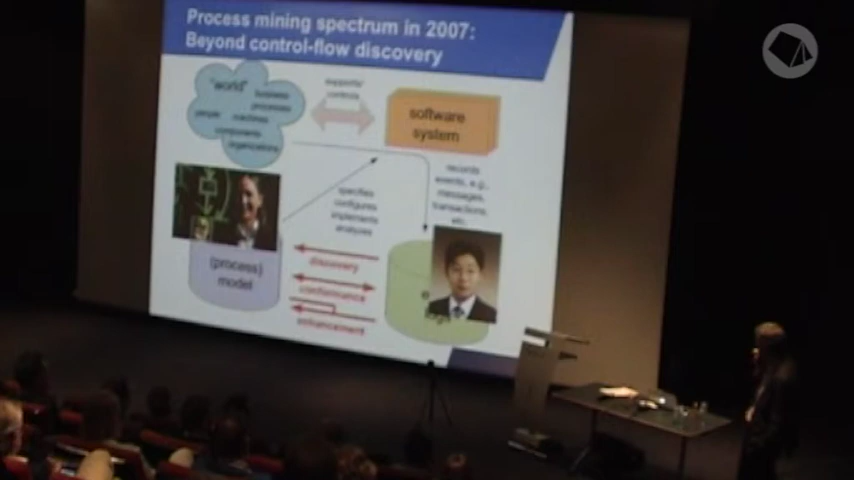 Process mining spectrum in 2007:
Beyond control-flow discovery
"world"
business
processes
people machines
components
organizations
supports/
controls
software
system
records
events, e.g.,
messages,
transactions,
etc.
specifies
configures
implements
analyzes
(process)
model
discovery
conformance
enhancement